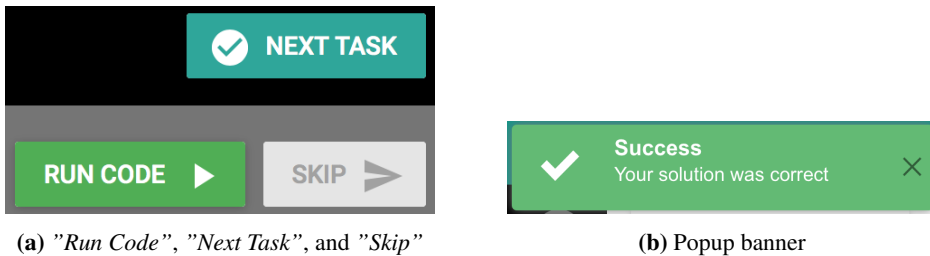 NEXT TASK
RUN CODE
SKIP
Success
Your solution was correct
(a) ”Run Code”, ”Next Task”, and ”Skip”
(b) Popup banner